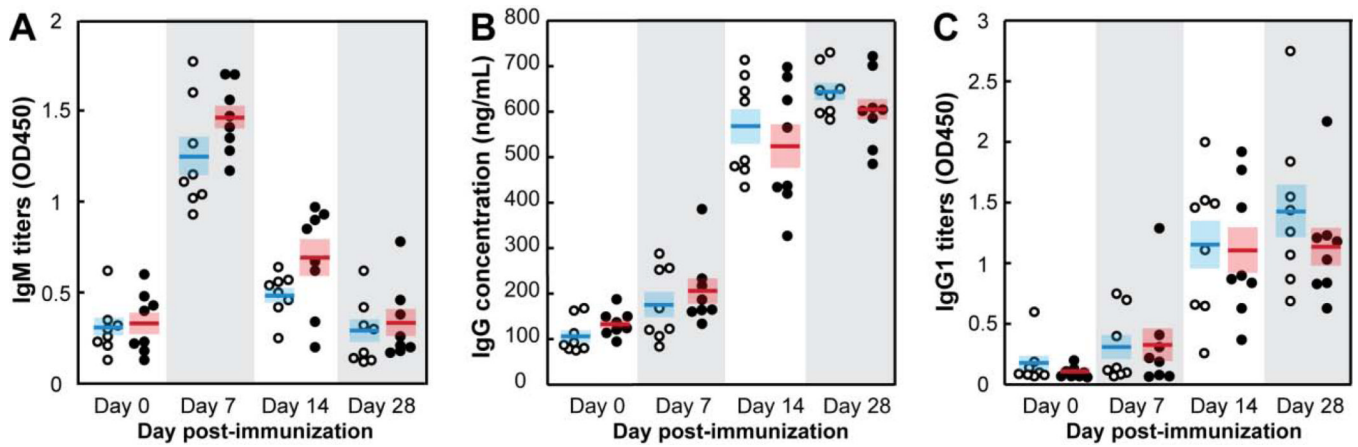 A
IgM titers (OD450)
2
1.5
1
0.5
0
Day 0 Day 7 Day 14 Day 28
Day post-immunization
B
IgG concentration (ng/mL)
800
700
600
500
400
300
200
100
0
Day 0 Day 7 Day 14 Day 28
Day post-immunization
C
IgG1 titers (OD450)
3
2.5
2
1.5
1
0.5
0
Day 0 Day 7 Day 14 Day 28
Day post-immunization